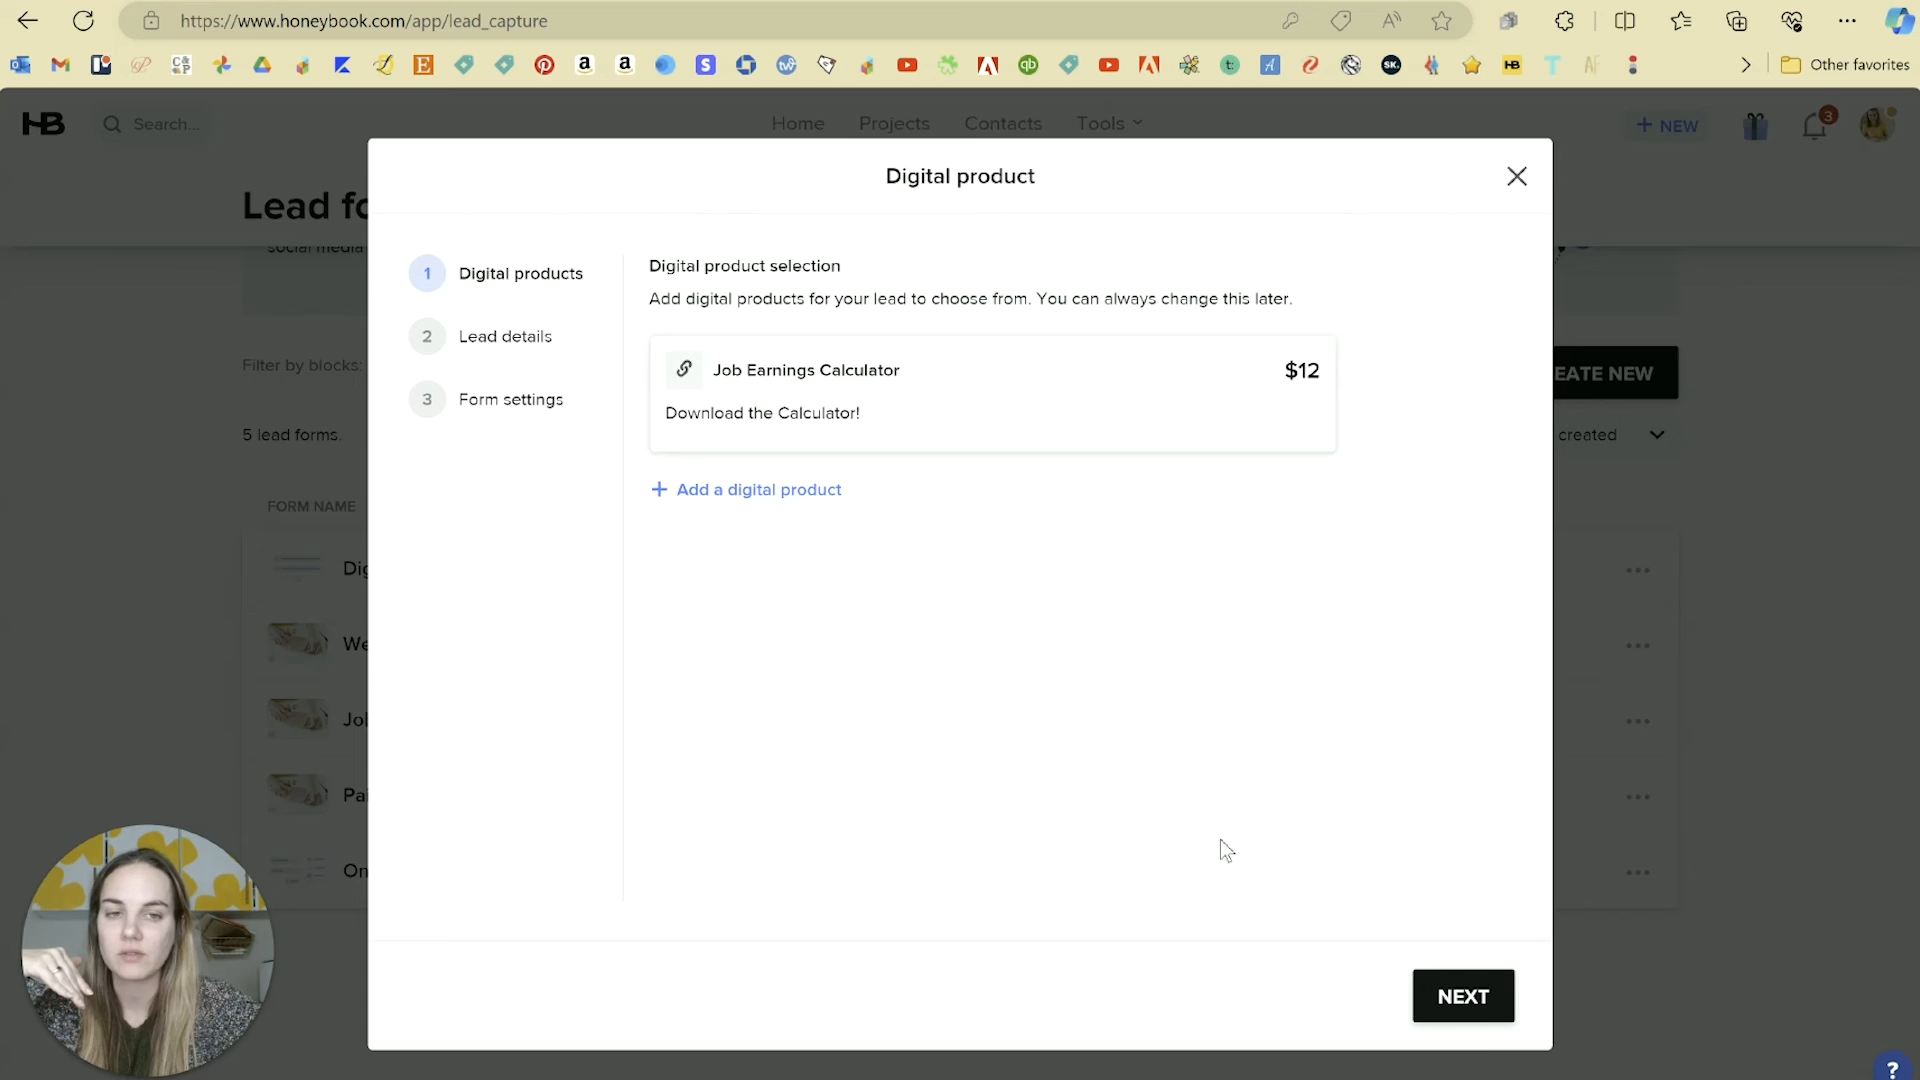 https://www.honeybook.com/app/lead_capture
Other favorites
HB
Search...
Home
Projects
Contacts
Tools
+ NEW
3
Lead fo
social media
Filter by blocks:
EATE NEW
5 lead forms.
created
FORM NAME
Dig
We
Jol
Pai
On
Digital product
1 Digital products
2 Lead details
3 Form settings
Digital product selection
Add digital products for your lead to choose from. You can always change this later.
Job Earnings Calculator
$12
Download the Calculator!
+ Add a digital product
NEXT
?